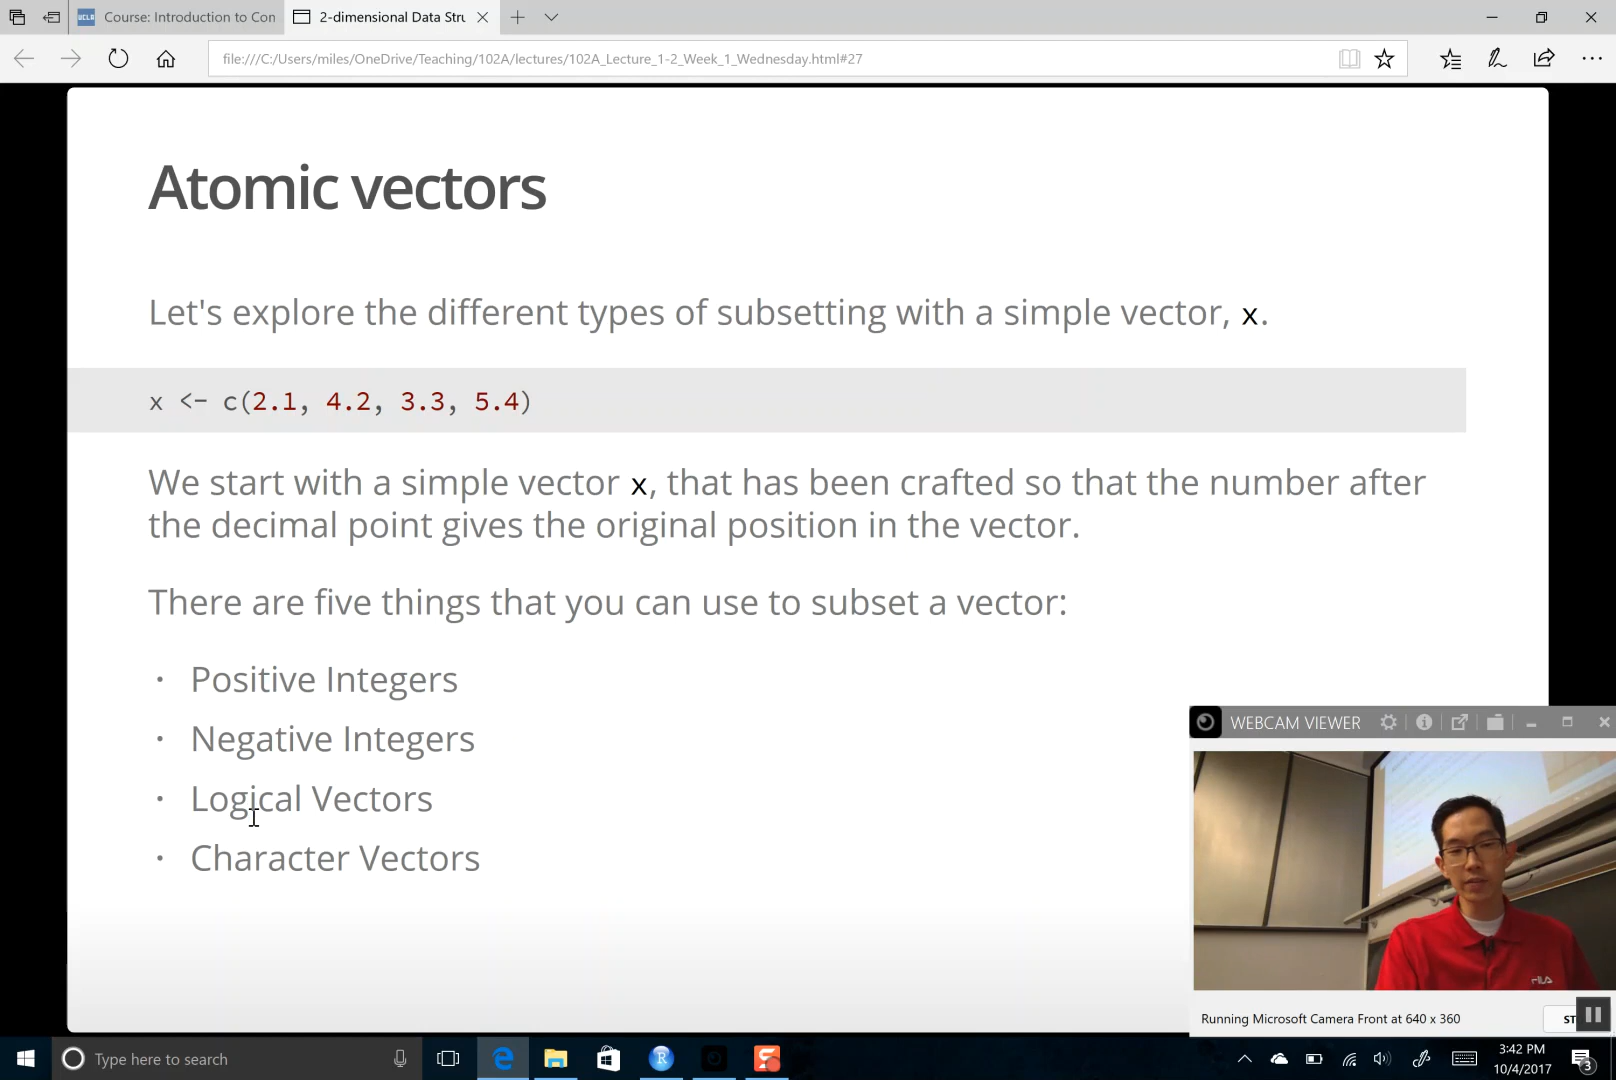 UCLA Course: Introduction to Con
2-dimensional Data Stru
file:///C:/Users/miles/OneDrive/Teaching/102A/lectures/102A_Lecture_1-2_Week_1_Wednesday.html#27
Atomic vectors
Let's explore the different types of subsetting with a simple vector, x.
x <- c(2.1, 4.2, 3.3, 5.4)
We start with a simple vector x, that has been crafted so that the number after
the decimal point gives the original position in the vector.
There are five things that you can use to subset a vector:
· Positive Integers
· Negative Integers
· Logical Vectors
· Character Vectors
WEBCAM VIEWER
FILA
Running Microsoft Camera Front at 640 x 360
ST
Type here to search
R
3:42 PM
10/4/2017
3